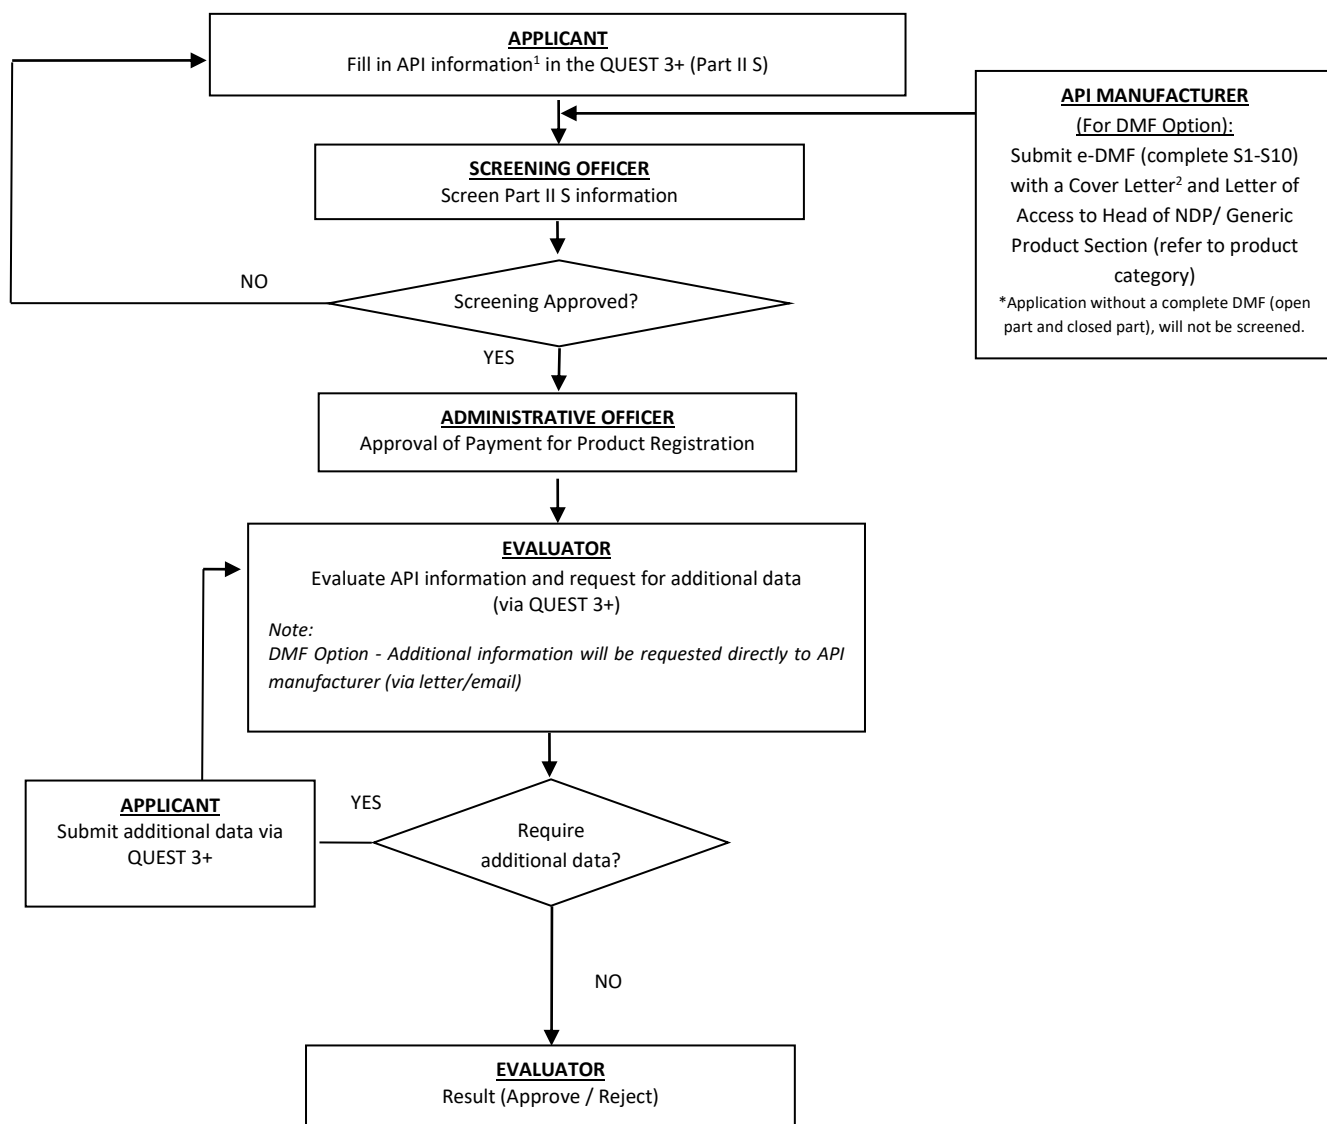 APPLICANT
Fill in API information¹ in the QUEST 3+ (Part II S)
API MANUFACTURER
(For DMF Option):
Submit e-DMF (complete S1-S10)
with a Cover Letter² and Letter of
Access to Head of NDP/ Generic
Product Section (refer to product
category)
*Application without a complete DMF (open
part and closed part), will not be screened.
SCREENING OFFICER
Screen Part II S information
NO
Screening Approved?
YES
ADMINISTRATIVE OFFICER
Approval of Payment for Product Registration
EVALUATOR
Evaluate API information and request for additional data
(via QUEST 3+)
Note:
DMF Option - Additional information will be requested directly to API
manufacturer (via letter/email)
APPLICANT
Submit additional data via
QUEST 3+
YES
Require
additional data?
NO
EVALUATOR
Result (Approve / Reject)